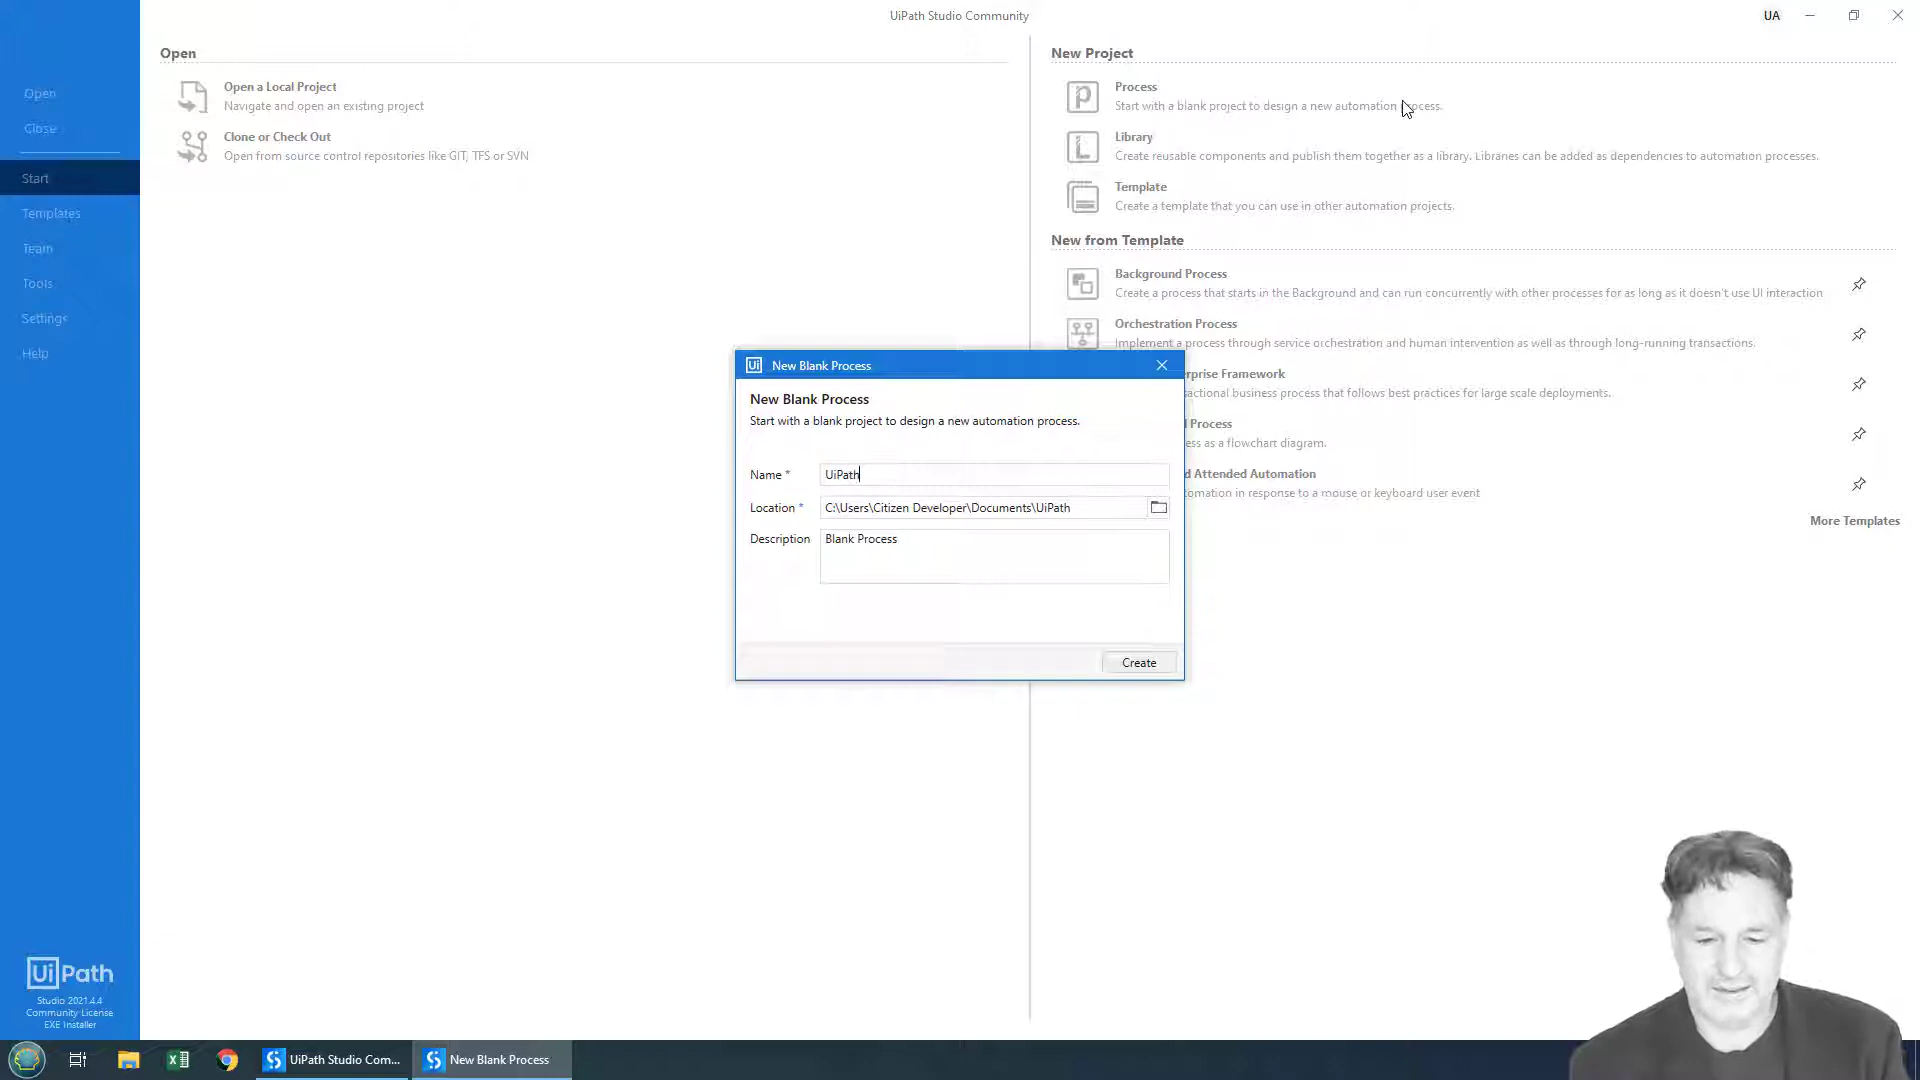 UiPath Studio Community
UA
Open
Close
Start
Templates
Team
Tools
Settings
Help
Ui Path
Studio 2021.4.4
Community License
EXE Installer
Open
Open a Local Project
Navigate and open an existing project
Clone or Check Out
Open from source control repositories like GIT, TFS or SVN
New Project
Process
Start with a blank project to design a new automation process.
Library
Create reusable components and publish them together as a library. Libraries can be added as dependencies to automation processes.
Template
Create a template that you can use in other automation projects.
New from Template
Background Process
Create a process that starts in the Background and can run concurrently with other processes for as long as it doesn't use UI interaction
Orchestration Process
Implement a process through service orchestration and human intervention as well as through long-running transactions.
erprise Framework
sactional business process that follows best practices for large scale deployments.
l Process
ess as a flowchart diagram.
d Attended Automation
tomation in response to a mouse or keyboard user event
More Templates
Ui New Blank Process
New Blank Process
Start with a blank project to design a new automation process.
Name * UiPath
Location * C:\Users\Citizen Developer\Documents\UiPath
Description Blank Process
Create
UiPath Studio Com...
New Blank Process